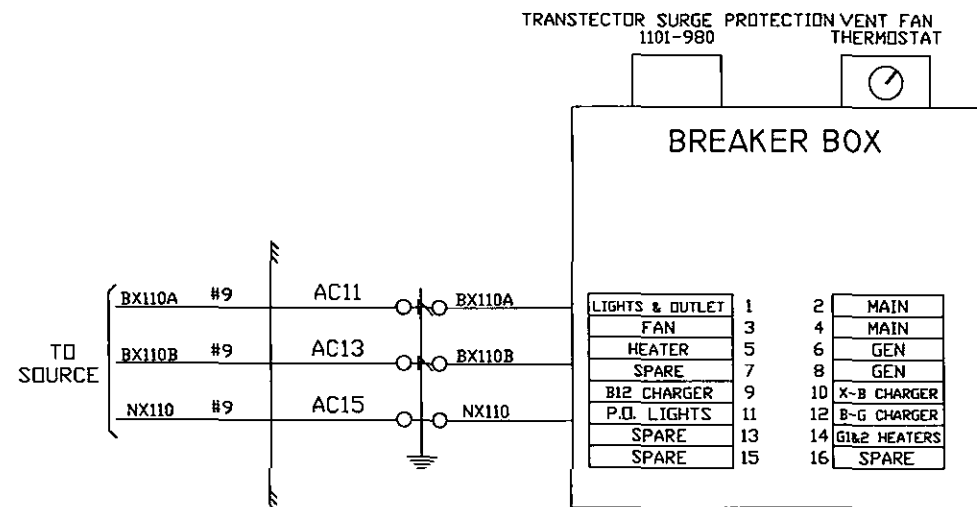 TRANSTECTOR SURGE PROTECTION
1101-980
VENT FAN
THERMOSTAT
BREAKER BOX
TO
SOURCE
BX110A #9 AC11 BX110A
BX110B #9 AC13 BX110B
NX110 #9 AC15 NX110
LIGHTS & OUTLET 1 2 MAIN
FAN 3 4 MAIN
HEATER 5 6 GEN
SPARE 7 8 GEN
B12 CHARGER 9 10 X-B CHARGER
P.O. LIGHTS 11 12 B-G CHARGER
SPARE 13 14 G1&2 HEATERS
SPARE 15 16 SPARE